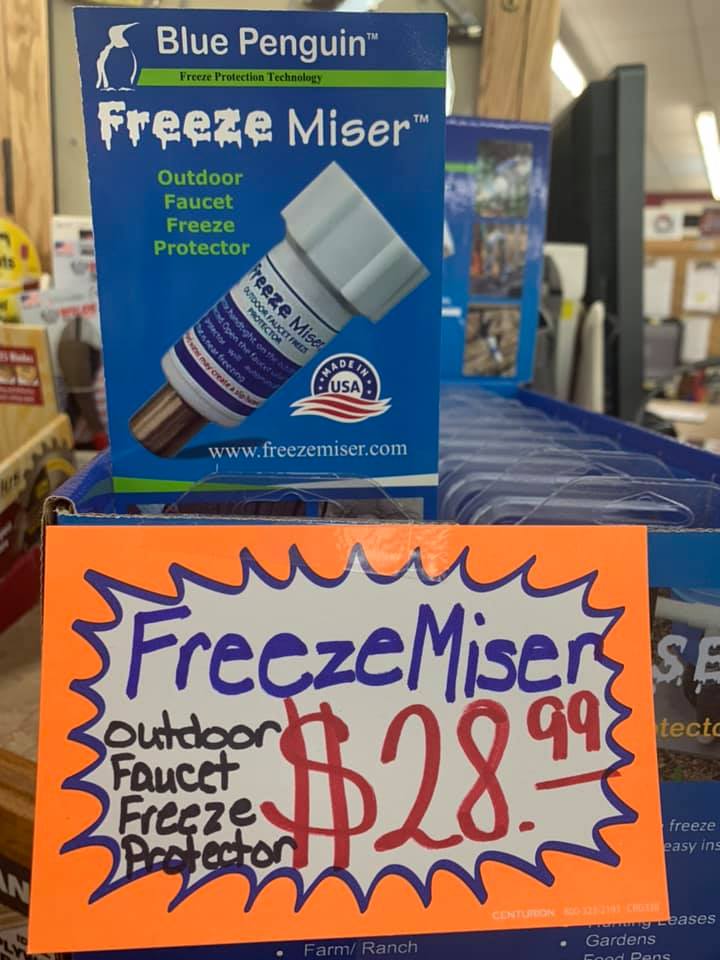 Blue Penguin™
Freeze Protection Technology
Freeze Miser™
Outdoor
Faucet
Freeze
Protector
Freeze Miser
OUTDOOR FAUCET FREEZE
PROTECTOR
MADE IN
USA
www.freezemiser.com
FreezeMiser
outdoor
Faucet
Freeze
Protector
$28.99
CENTURION
freeze
easy ins
• Farm/ Ranch
• Hunting Leases
• Gardens
Food Pens